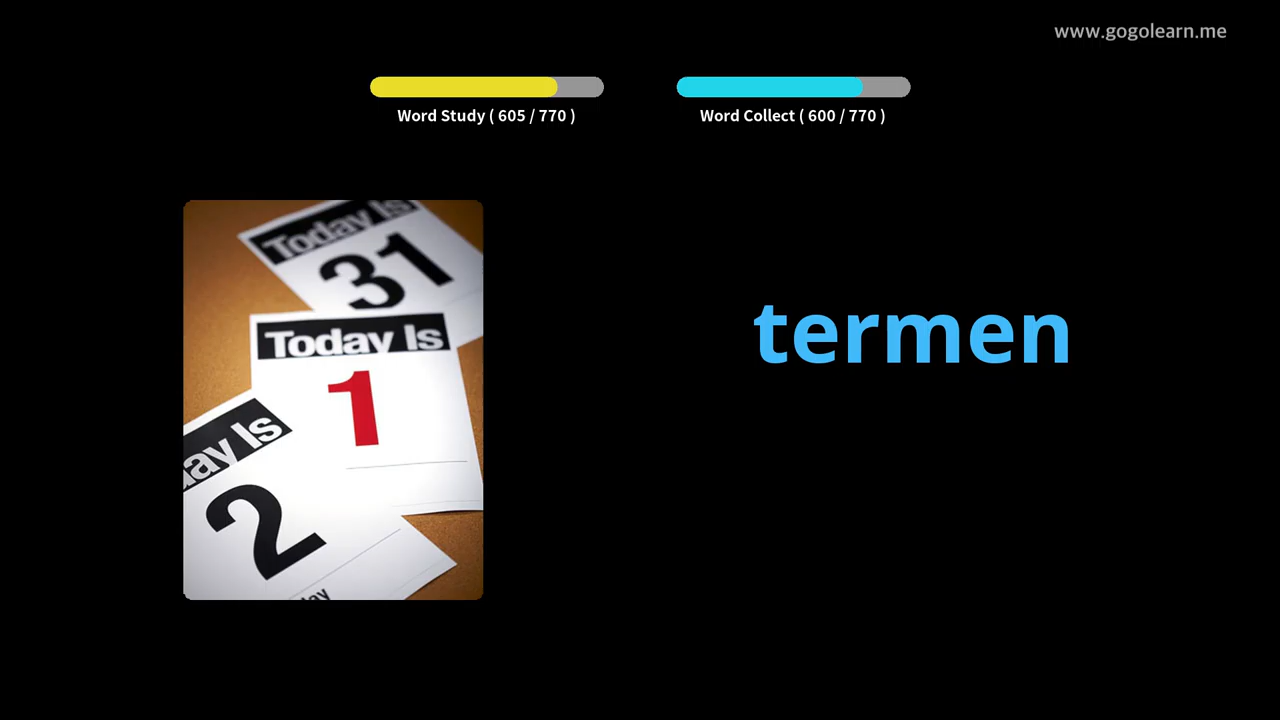 www.gogolearn.me
Word Study ( 605 / 770 )
Word Collect ( 600 / 770 )
Today Is
31
Today Is
1
ay Is
2
termen